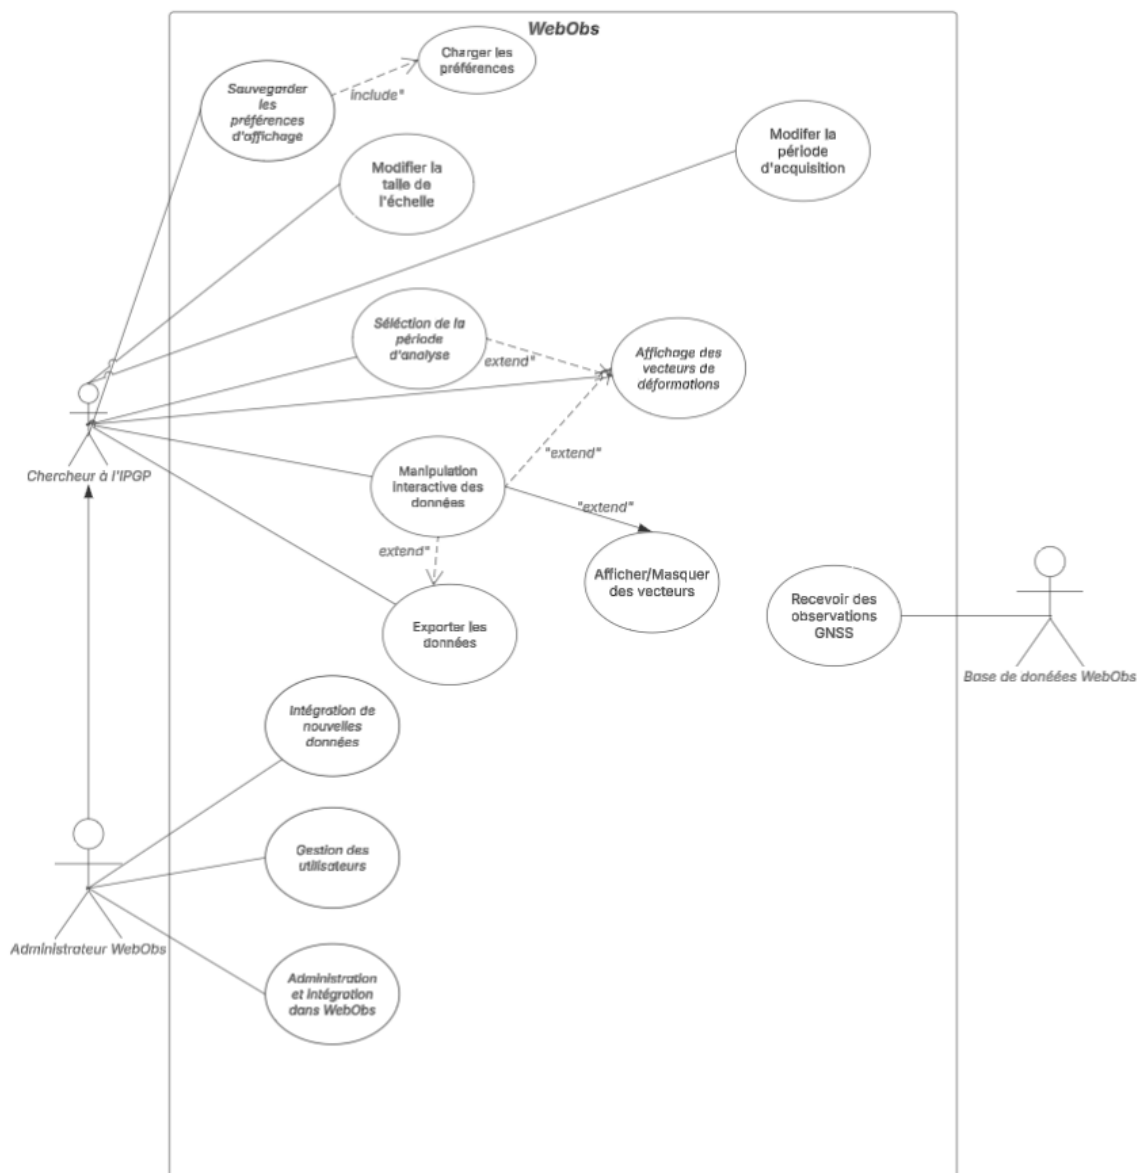 WebObs
Charger les
préférences
Sauvegarder
les
préférences
d'affichage
include"
Modifer la
période
d'acquisition
Modifier la
talle de
l'échelle
Séléction de la
période
d'analyse
extend"
Affichage des
vecteurs de
déformations
Chercheur à l'IPGP
Manipulation
interactive des
données
"extend"
"extend"
extend"
Afficher/Masquer
des vecteurs
Recevoir des
observations
GNSS
Exporter les
données
Base de donéées WebObs
Intégration de
nouvelles
données
Gestion des
utilisateurs
Administrateur WebObs
Administration
et intégration
dans WebObs